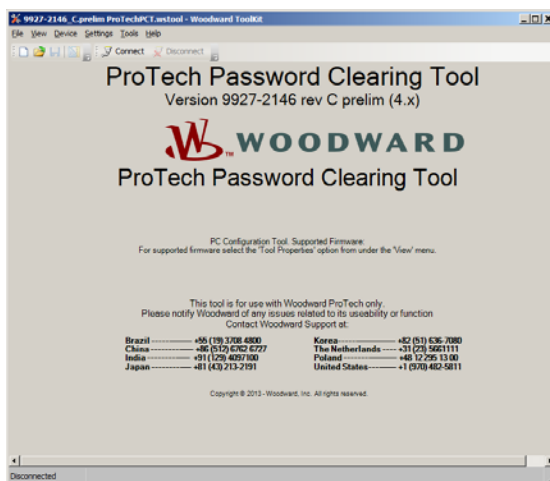 9927-2146_C.prelim ProTechPCT.wstool - Woodward ToolKit
File View Device Settings Tools Help
Connect Disconnect
ProTech Password Clearing Tool
Version 9927-2146 rev C prelim (4.x)
WOODWARD
ProTech Password Clearing Tool
PC Configuration Tool. Supported Firmware:
For supported firmware select the 'Tool Properties' option from under the 'View' menu.
This tool is for use with Woodward ProTech only.
Please notify Woodward of any issues related to its useability or function
Contact Woodward Support at:
Brazil ---------- +55 (19) 3708 4800 Korea-------------- +82 (51) 636-7080
China ---------- +86 (512) 6762 6727 The Netherlands ---- +31 (23) 5661111
India ---------- +91 (129) 4097100 Poland -------------- +48 12 295 13 00
Japan ---------- +81 (43) 213-2191 United States---------- +1 (970) 482-5811
Copyright © 2013 - Woodward, Inc. All rights reserved.
Disconnected